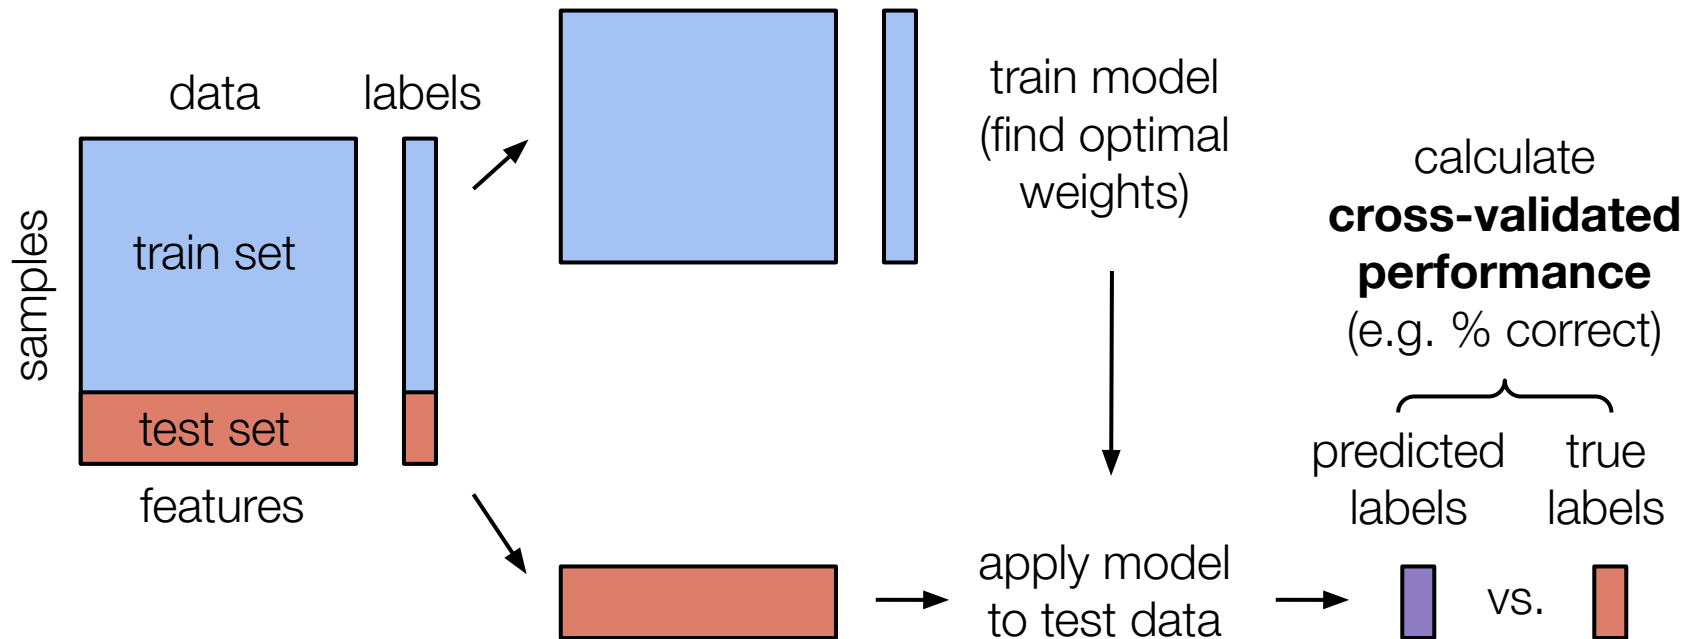 data
labels
samples
train set
test set
features
train model
(find optimal
weights)
apply model
to test data
calculate
cross-validated
performance
(e.g. % correct)
predicted
labels
true
labels
vs.